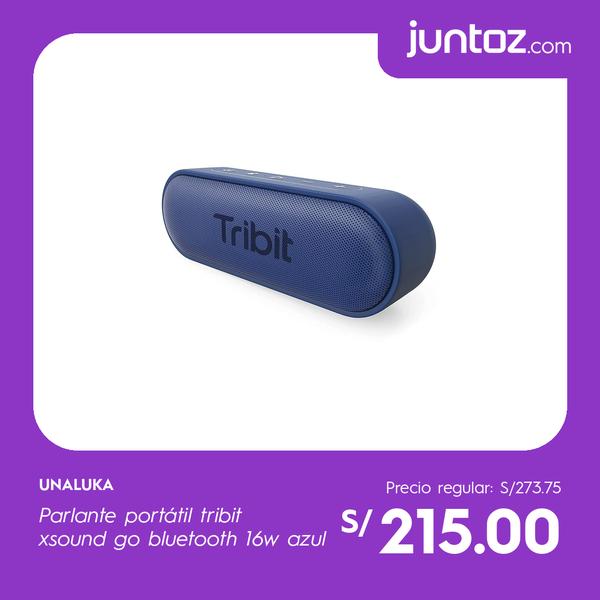 juntoz.com
Tribit
UNALUKA
Parlante portátil tribit
xsound go bluetooth 16w azul
Precio regular: S/273.75
S/ 215.00